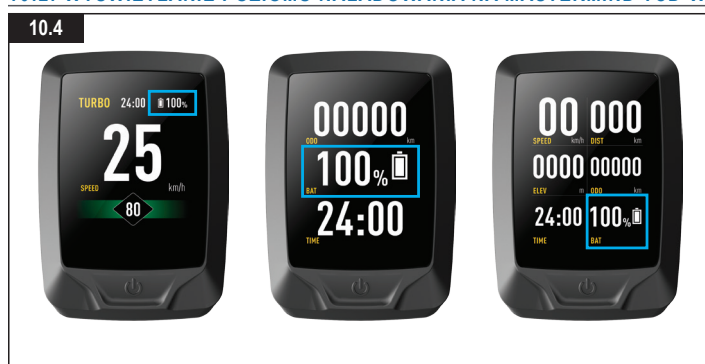 10.4
TURBO 24:00 100%
25
SPEED km/h
80
00000
ODO km
100%
BAT
24:00
TIME
00 000
SPEED km/h DIST km
0000 00000
ELEV m ODO km
24:00 100%
TIME BAT